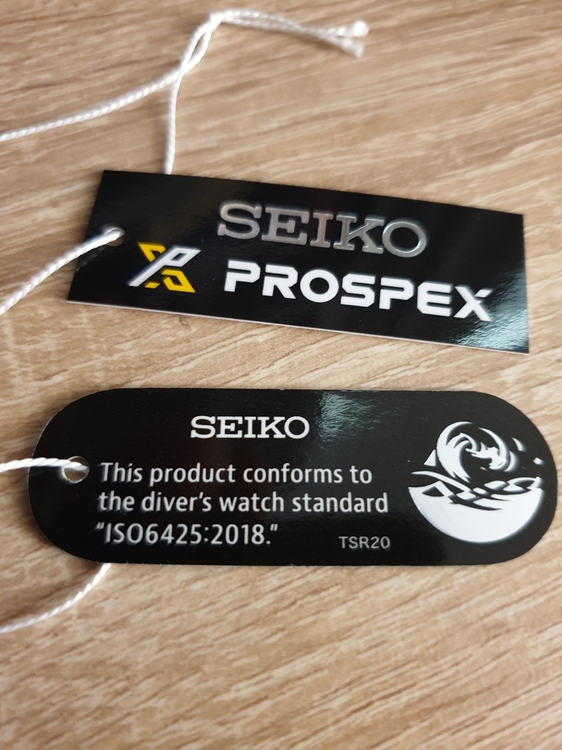 SEIKO
PROSPEX
SEIKO
This product conforms to
the diver's watch standard
"ISO6425:2018."
TSR20